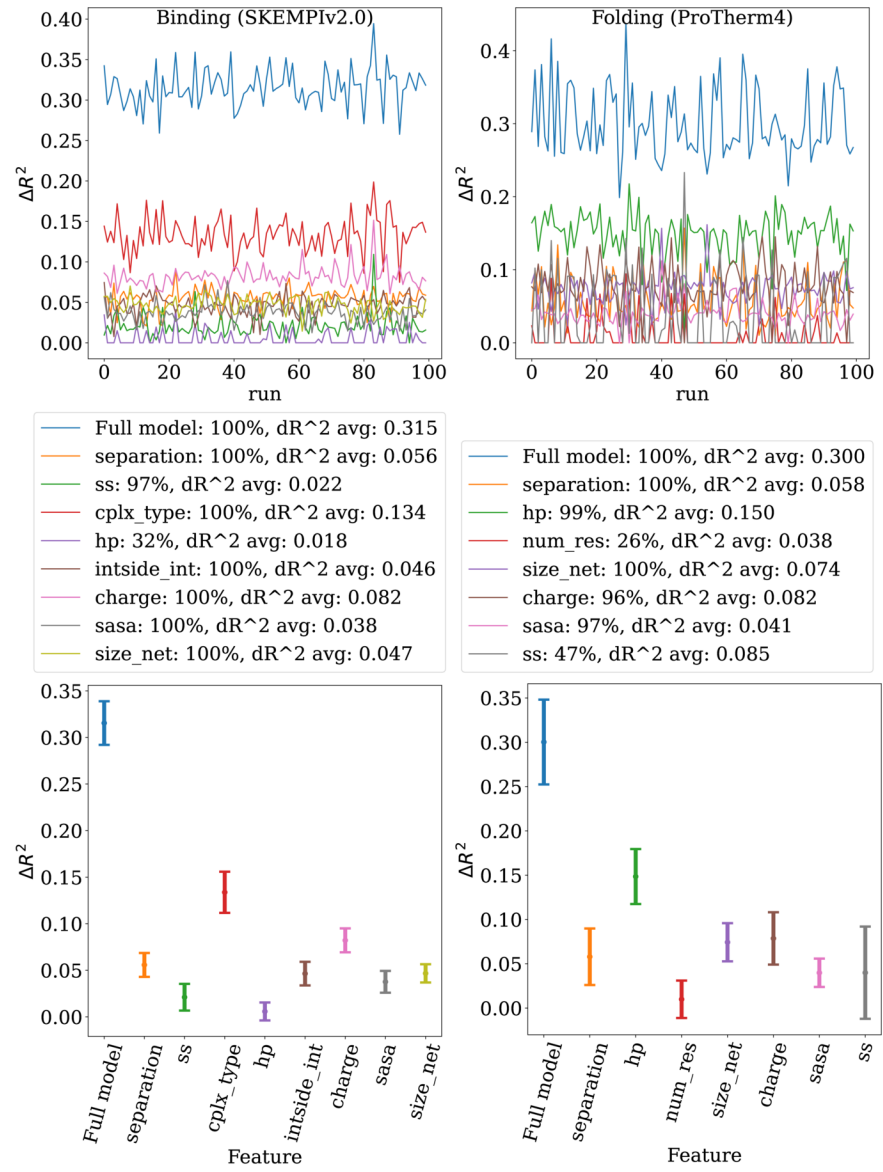 Binding (SKEMPIv2.0)
0.40
0.35
0.30
0.25
0.20
0.15
0.10
0.05
0.00
ΔR²
0 20 40 60 80 100
run
Folding (ProTherm4)
0.4
0.3
0.2
0.1
0.0
ΔR²
0 20 40 60 80 100
run
Full model: 100%, dR^2 avg: 0.315
separation: 100%, dR^2 avg: 0.056
ss: 97%, dR^2 avg: 0.022
cplx_type: 100%, dR^2 avg: 0.134
hp: 32%, dR^2 avg: 0.018
intside_int: 100%, dR^2 avg: 0.046
charge: 100%, dR^2 avg: 0.082
sasa: 100%, dR^2 avg: 0.038
size_net: 100%, dR^2 avg: 0.047
Full model: 100%, dR^2 avg: 0.300
separation: 100%, dR^2 avg: 0.058
hp: 99%, dR^2 avg: 0.150
num_res: 26%, dR^2 avg: 0.038
size_net: 100%, dR^2 avg: 0.074
charge: 96%, dR^2 avg: 0.082
sasa: 97%, dR^2 avg: 0.041
ss: 47%, dR^2 avg: 0.085
0.35
0.30
0.25
0.20
0.15
0.10
0.05
0.00
ΔR²
Full model
separation
ss
cplx_type
hp
intside_int
charge
sasa
size_net
Feature
0.35
0.30
0.25
0.20
0.15
0.10
0.05
0.00
ΔR²
Full model
separation
hp
num_res
size_net
charge
sasa
ss
Feature